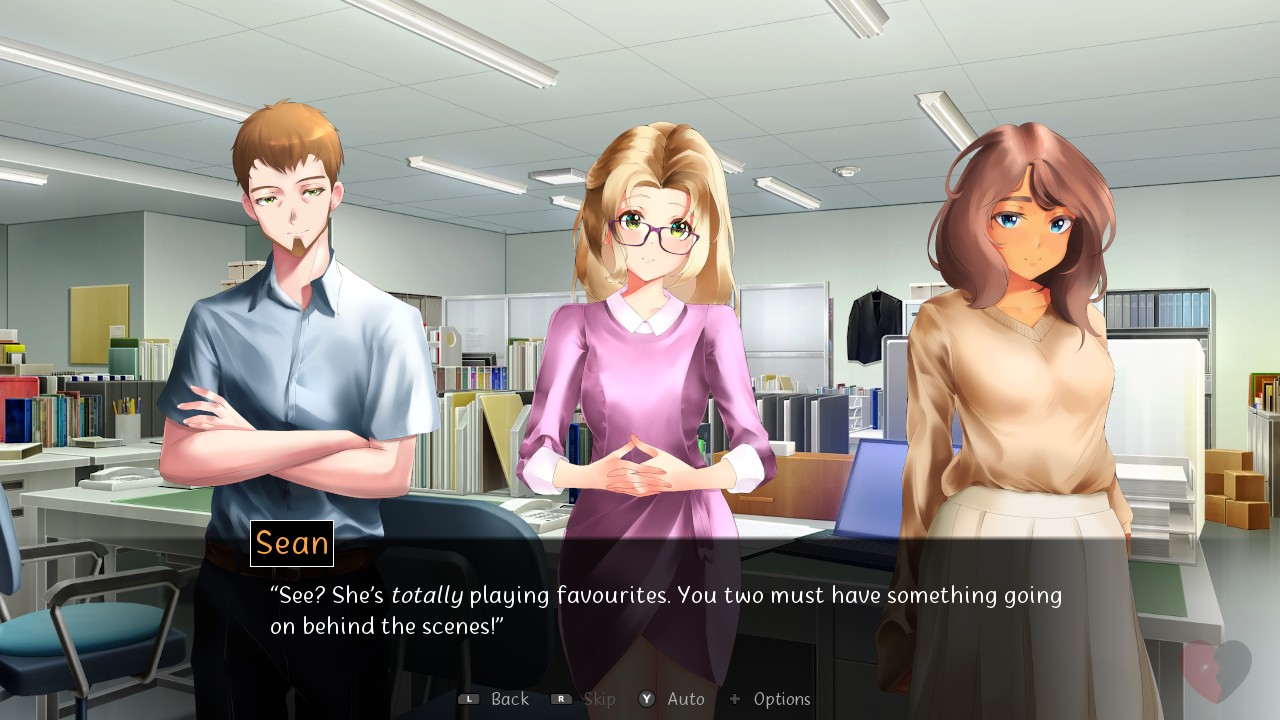 Sean
“See? She’s totally playing favourites. You two must have something going
on behind the scenes!”
L Back R Skip Y Auto + Options